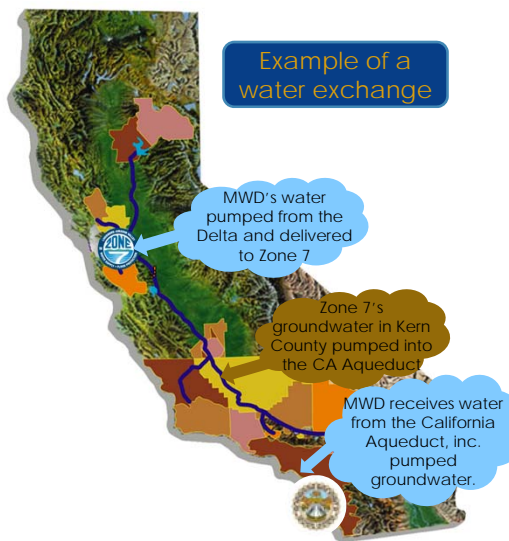 Example of a
water exchange
MWD's water
pumped from the
Delta and delivered
to Zone 7
ZONE
7
Zone 7's
groundwater in Kern
County pumped into
the CA Aqueduct
MWD receives water
from the California
Aqueduct, inc.
pumped
groundwater.